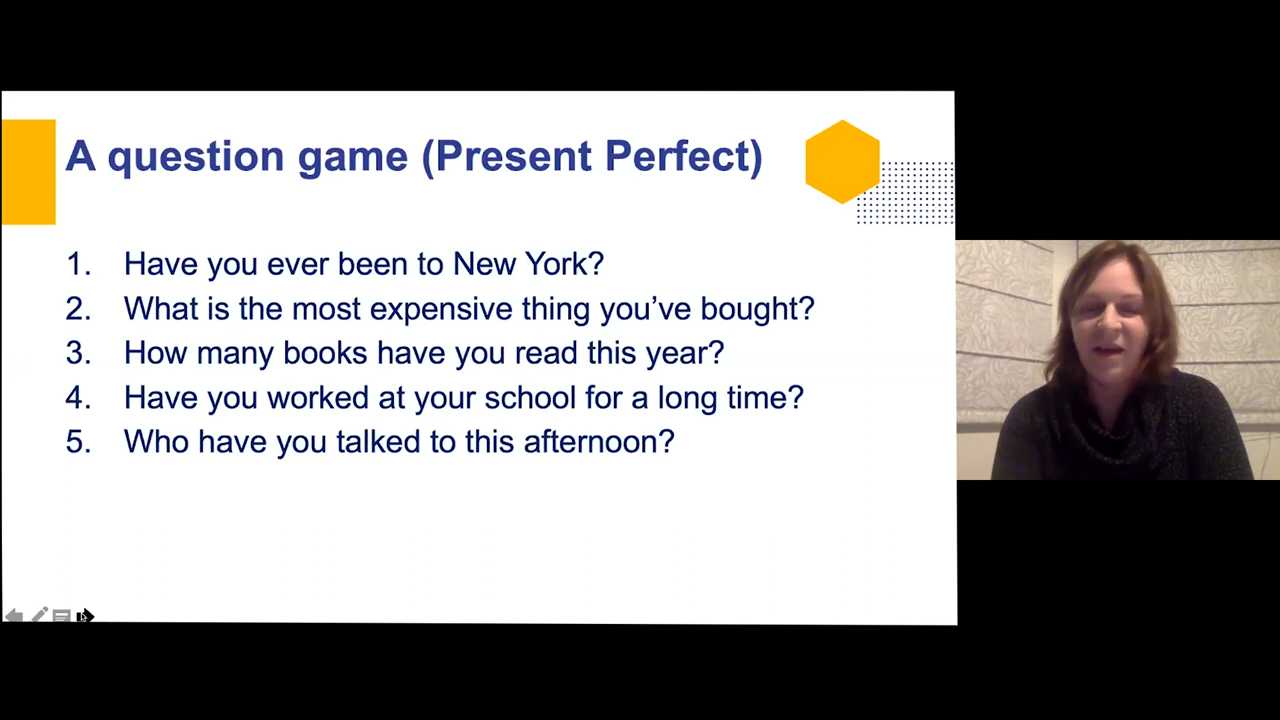 A question game (Present Perfect)
1. Have you ever been to New York?
2. What is the most expensive thing you’ve bought?
3. How many books have you read this year?
4. Have you worked at your school for a long time?
5. Who have you talked to this afternoon?